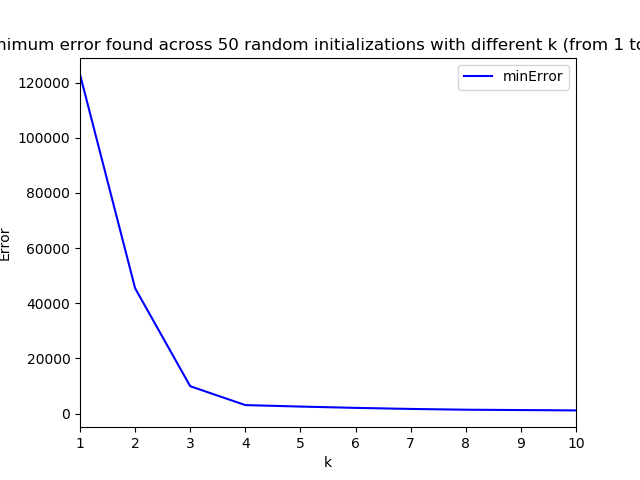 nimum error found across 50 random initializations with different k (from 1 to
minError
120000
100000
80000
60000
40000
20000
0
Error
1 2 3 4 5 6 7 8 9 10
k